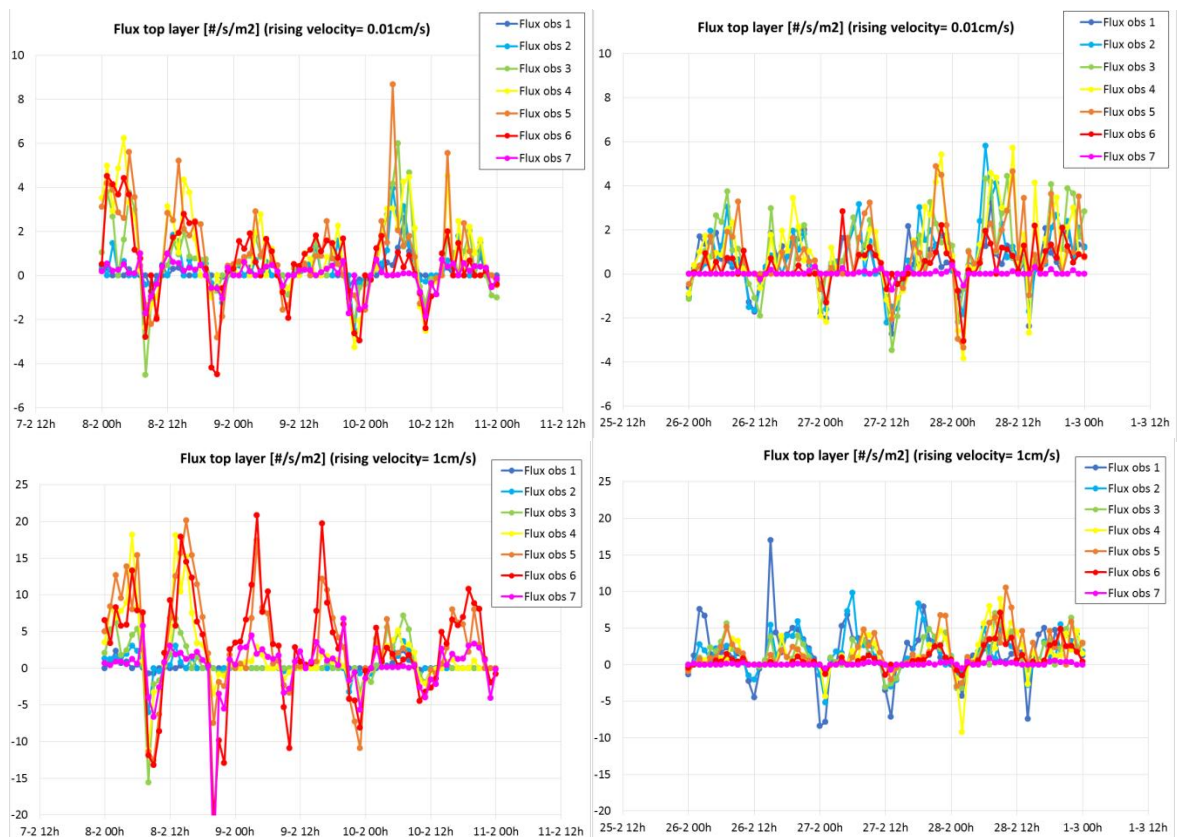 Flux top layer [#/s/m2] (rising velocity= 0.01cm/s)
10
8
6
4
2
0
-2
-4
-6
7-2 12h 8-2 00h 8-2 12h 9-2 00h 9-2 12h 10-2 00h 10-2 12h 11-2 00h 11-2 12h
Flux obs 1
Flux obs 2
Flux obs 3
Flux obs 4
Flux obs 5
Flux obs 6
Flux obs 7
Flux top layer [#/s/m2] (rising velocity= 0.01cm/s)
10
8
6
4
2
0
-2
-4
-6
25-2 12h 26-2 00h 26-2 12h 27-2 00h 27-2 12h 28-2 00h 28-2 12h 1-3 00h 1-3 12h
Flux obs 1
Flux obs 2
Flux obs 3
Flux obs 4
Flux obs 5
Flux obs 6
Flux obs 7
Flux top layer [#/s/m2] (rising velocity= 1cm/s)
25
20
15
10
5
0
-5
-10
-15
-20
7-2 12h 8-2 00h 8-2 12h 9-2 00h 9-2 12h 10-2 00h 10-2 12h 11-2 00h 11-2 12h
Flux obs 1
Flux obs 2
Flux obs 3
Flux obs 4
Flux obs 5
Flux obs 6
Flux obs 7
Flux top layer [#/s/m2] (rising velocity= 1cm/s)
25
20
15
10
5
0
-5
-10
-15
-20
25-2 12h 26-2 00h 26-2 12h 27-2 00h 27-2 12h 28-2 00h 28-2 12h 1-3 00h 1-3 12h
Flux obs 1
Flux obs 2
Flux obs 3
Flux obs 4
Flux obs 5
Flux obs 6
Flux obs 7